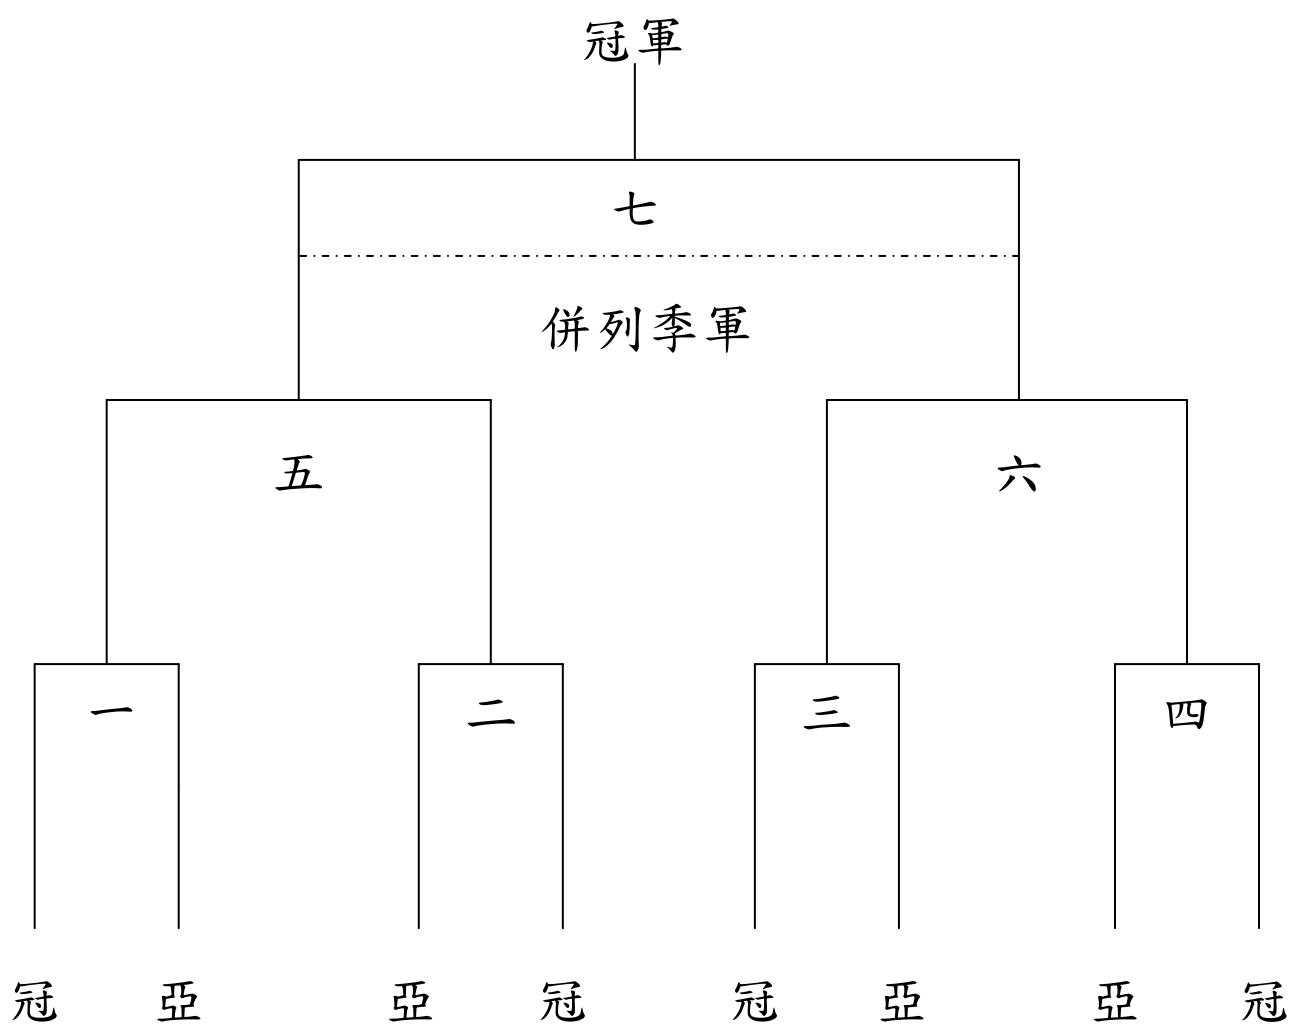 冠軍
七
併列季軍
五 六
一 二 三 四
冠 亞 亞 冠 冠 亞 亞 冠